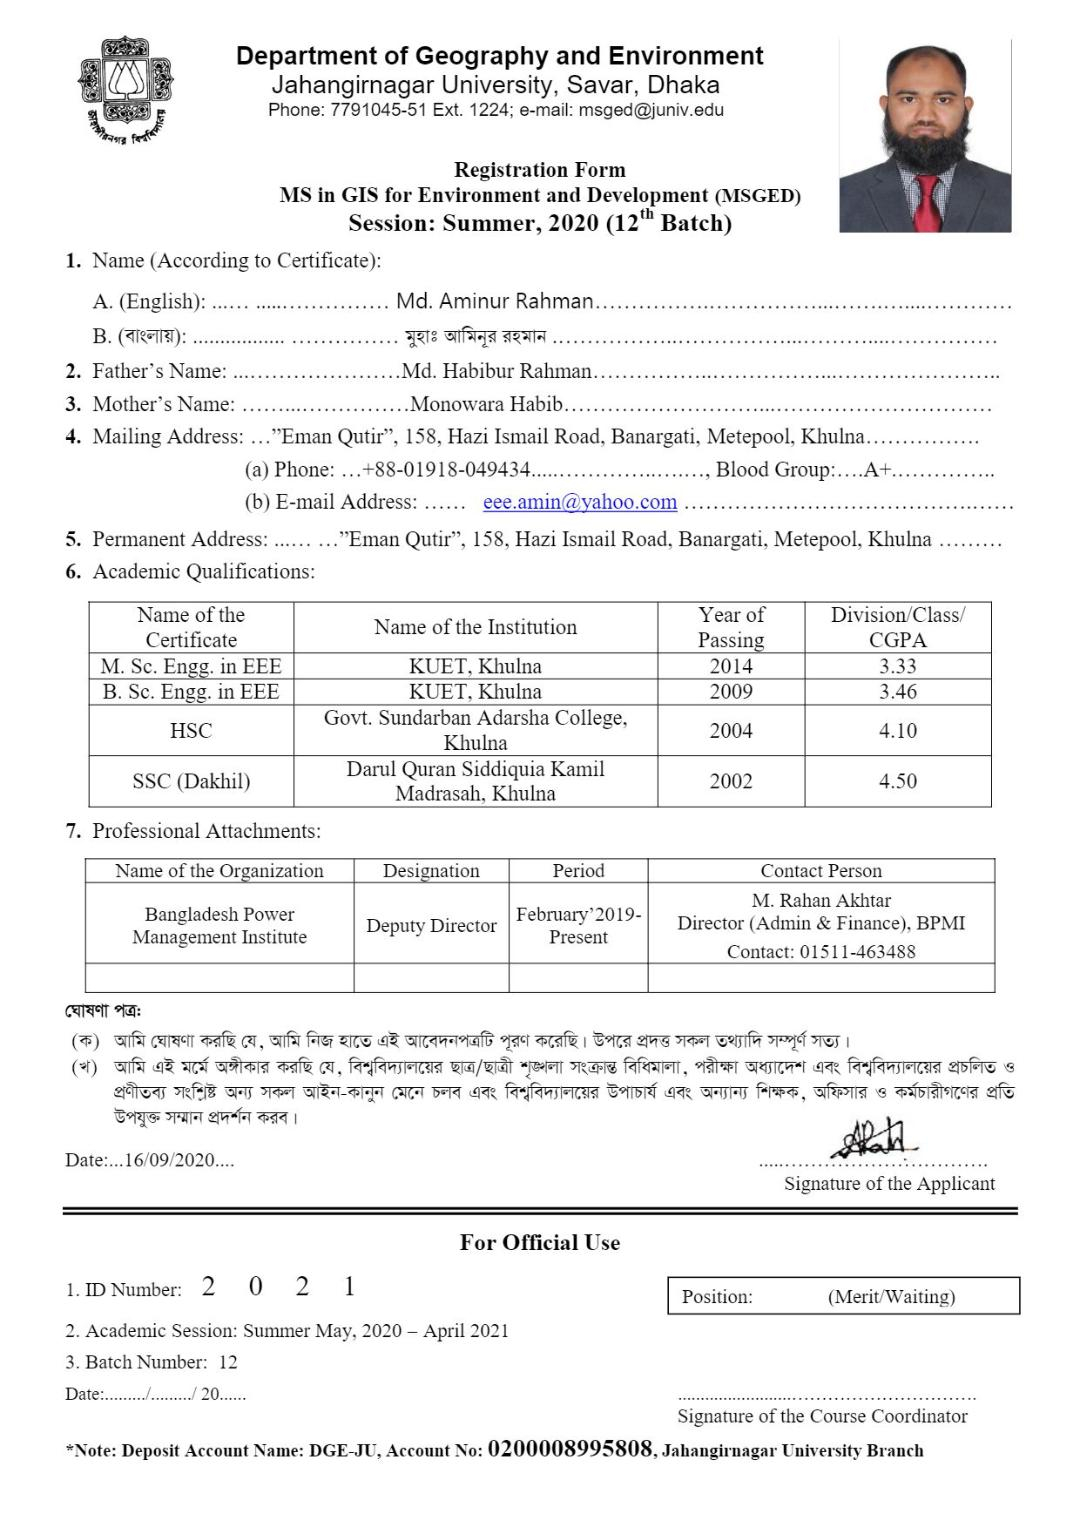 Department of Geography and Environment
Jahangirnagar University, Savar, Dhaka
Phone: 7791045-51 Ext. 1224; e-mail: msged@juniv.edu
জাহাঙ্গীরনগর বিশ্ববিদ্যালয়
Registration Form
MS in GIS for Environment and Development (MSGED)
Session: Summer, 2020 (12th Batch)
1. Name (According to Certificate):
A. (English): ...… .....…………… Md. Aminur Rahman……………….……………...…….…...…………
B. (বাংলায়): ................. …………… মুহাঃ আমিনূর রহমান ……………...……………...………....……………
2. Father's Name: ...…………………Md. Habibur Rahman……………..……………...…………………..
3. Mother's Name: ……...……………Monowara Habib………………………...…………………………
4. Mailing Address: …"Eman Qutir", 158, Hazi Ismail Road, Banargati, Metepool, Khulna…………….
(a) Phone: …+88-01918-049434.....…………..…….…, Blood Group:….A+.…………..
(b) E-mail Address: …… eee.amin@yahoo.com ……………………………….……
5. Permanent Address: ...… …"Eman Qutir", 158, Hazi Ismail Road, Banargati, Metepool, Khulna ………
6. Academic Qualifications:
Name of the Certificate Name of the Institution Year of Passing Division/Class/ CGPA
M. Sc. Engg. in EEE KUET, Khulna 2014 3.33
B. Sc. Engg. in EEE KUET, Khulna 2009 3.46
HSC Govt. Sundarban Adarsha College, Khulna 2004 4.10
SSC (Dakhil) Darul Quran Siddiquia Kamil Madrasah, Khulna 2002 4.50
7. Professional Attachments:
Name of the Organization Designation Period Contact Person
Bangladesh Power Management Institute Deputy Director February'2019- Present M. Rahan Akhtar
Director (Admin & Finance), BPMI
Contact: 01511-463488
ঘোষণা পত্র:
(ক) আমি ঘোষণা করছি যে, আমি নিজ হাতে এই আবেদনপত্রটি পূরণ করেছি। উপরে প্রদত্ত সকল তথ্যাদি সম্পূর্ণ সত্য।
(খ) আমি এই মর্মে অঙ্গীকার করছি যে, বিশ্ববিদ্যালয়ের ছাত্র/ছাত্রী শৃঙ্খলা সংক্রান্ত বিধিমালা, পরীক্ষা অধ্যাদেশ এবং বিশ্ববিদ্যালয়ের প্রচলিত ও
প্রণীতব্য সংশ্লিষ্ট অন্য সকল আইন-কানুন মেনে চলব এবং বিশ্ববিদ্যালয়ের উপাচার্য এবং অন্যান্য শিক্ষক, অফিসার ও কর্মচারীগণের প্রতি
উপযুক্ত সম্মান প্রদর্শন করব।
Date:...16/09/2020....
Signature of the Applicant
For Official Use
1. ID Number: 2 0 2 1
Position: (Merit/Waiting)
2. Academic Session: Summer May, 2020 – April 2021
3. Batch Number: 12
Date:........./........./ 20......
Signature of the Course Coordinator
*Note: Deposit Account Name: DGE-JU, Account No: 0200008995808, Jahangirnagar University Branch